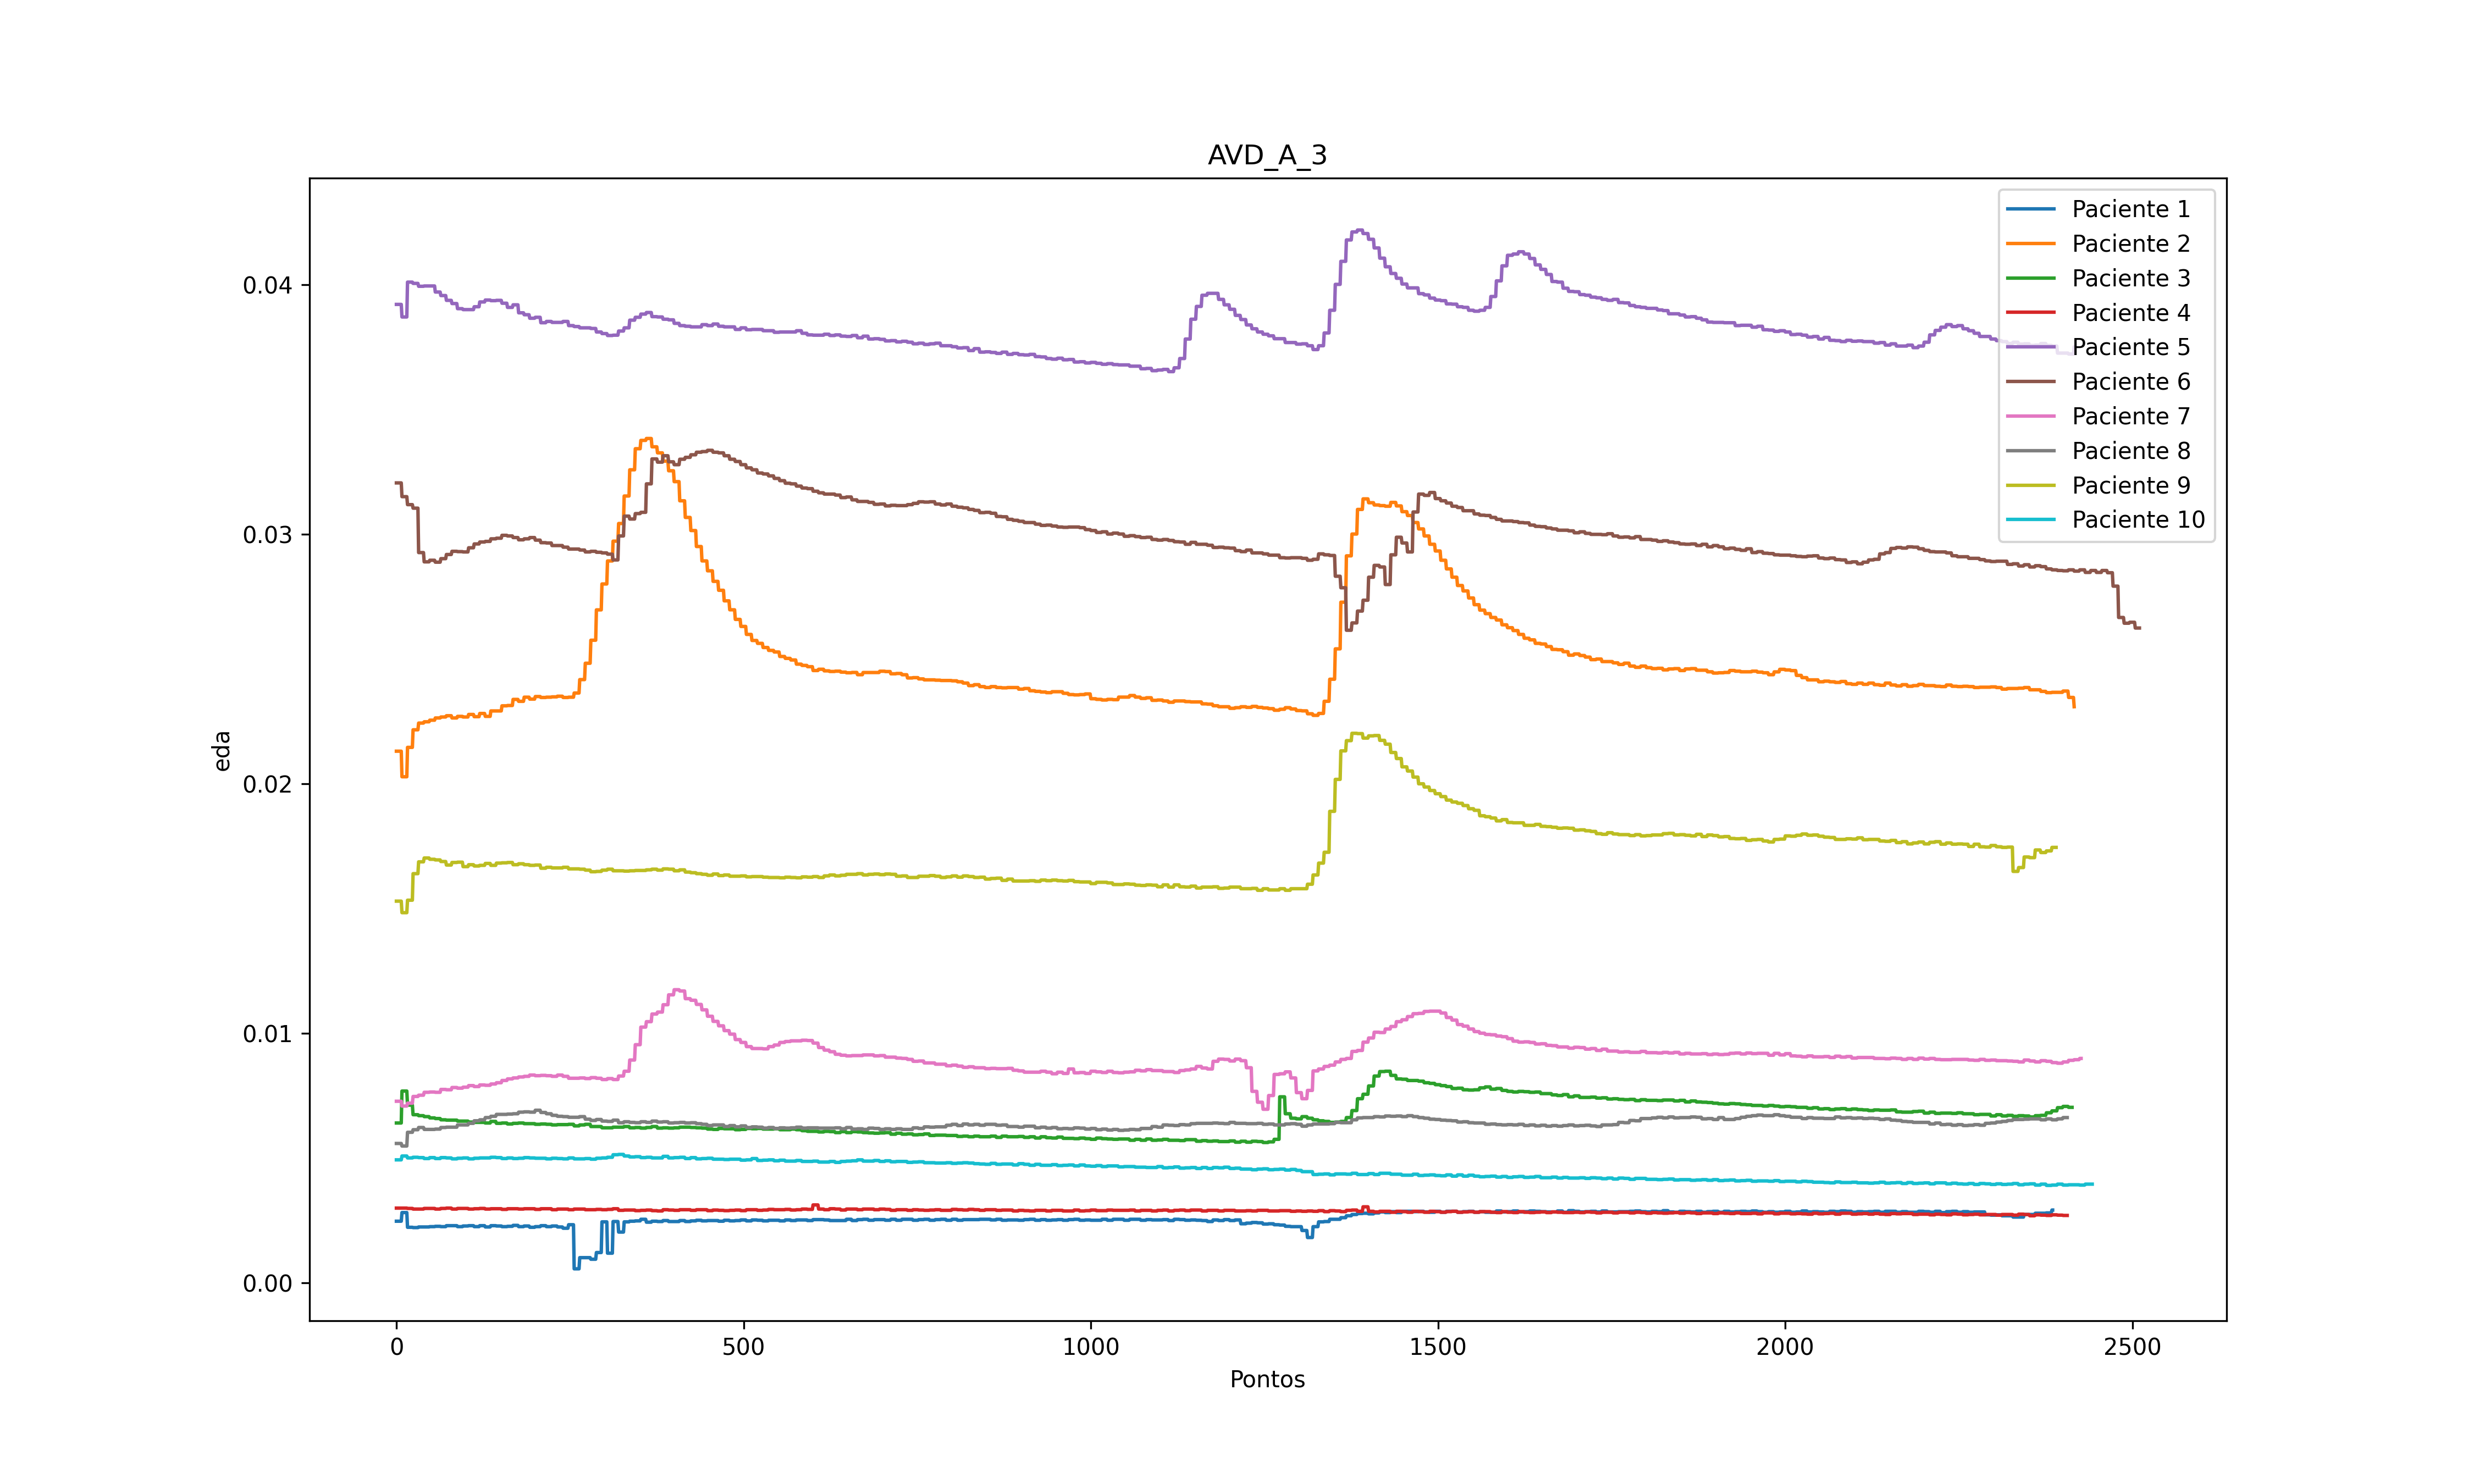 AVD_A_3
Paciente 1
Paciente 2
Paciente 3
Paciente 4
Paciente 5
Paciente 6
Paciente 7
Paciente 8
Paciente 9
Paciente 10
0.04
0.03
0.02
0.01
0.00
eda
0 500 1000 1500 2000 2500
Pontos